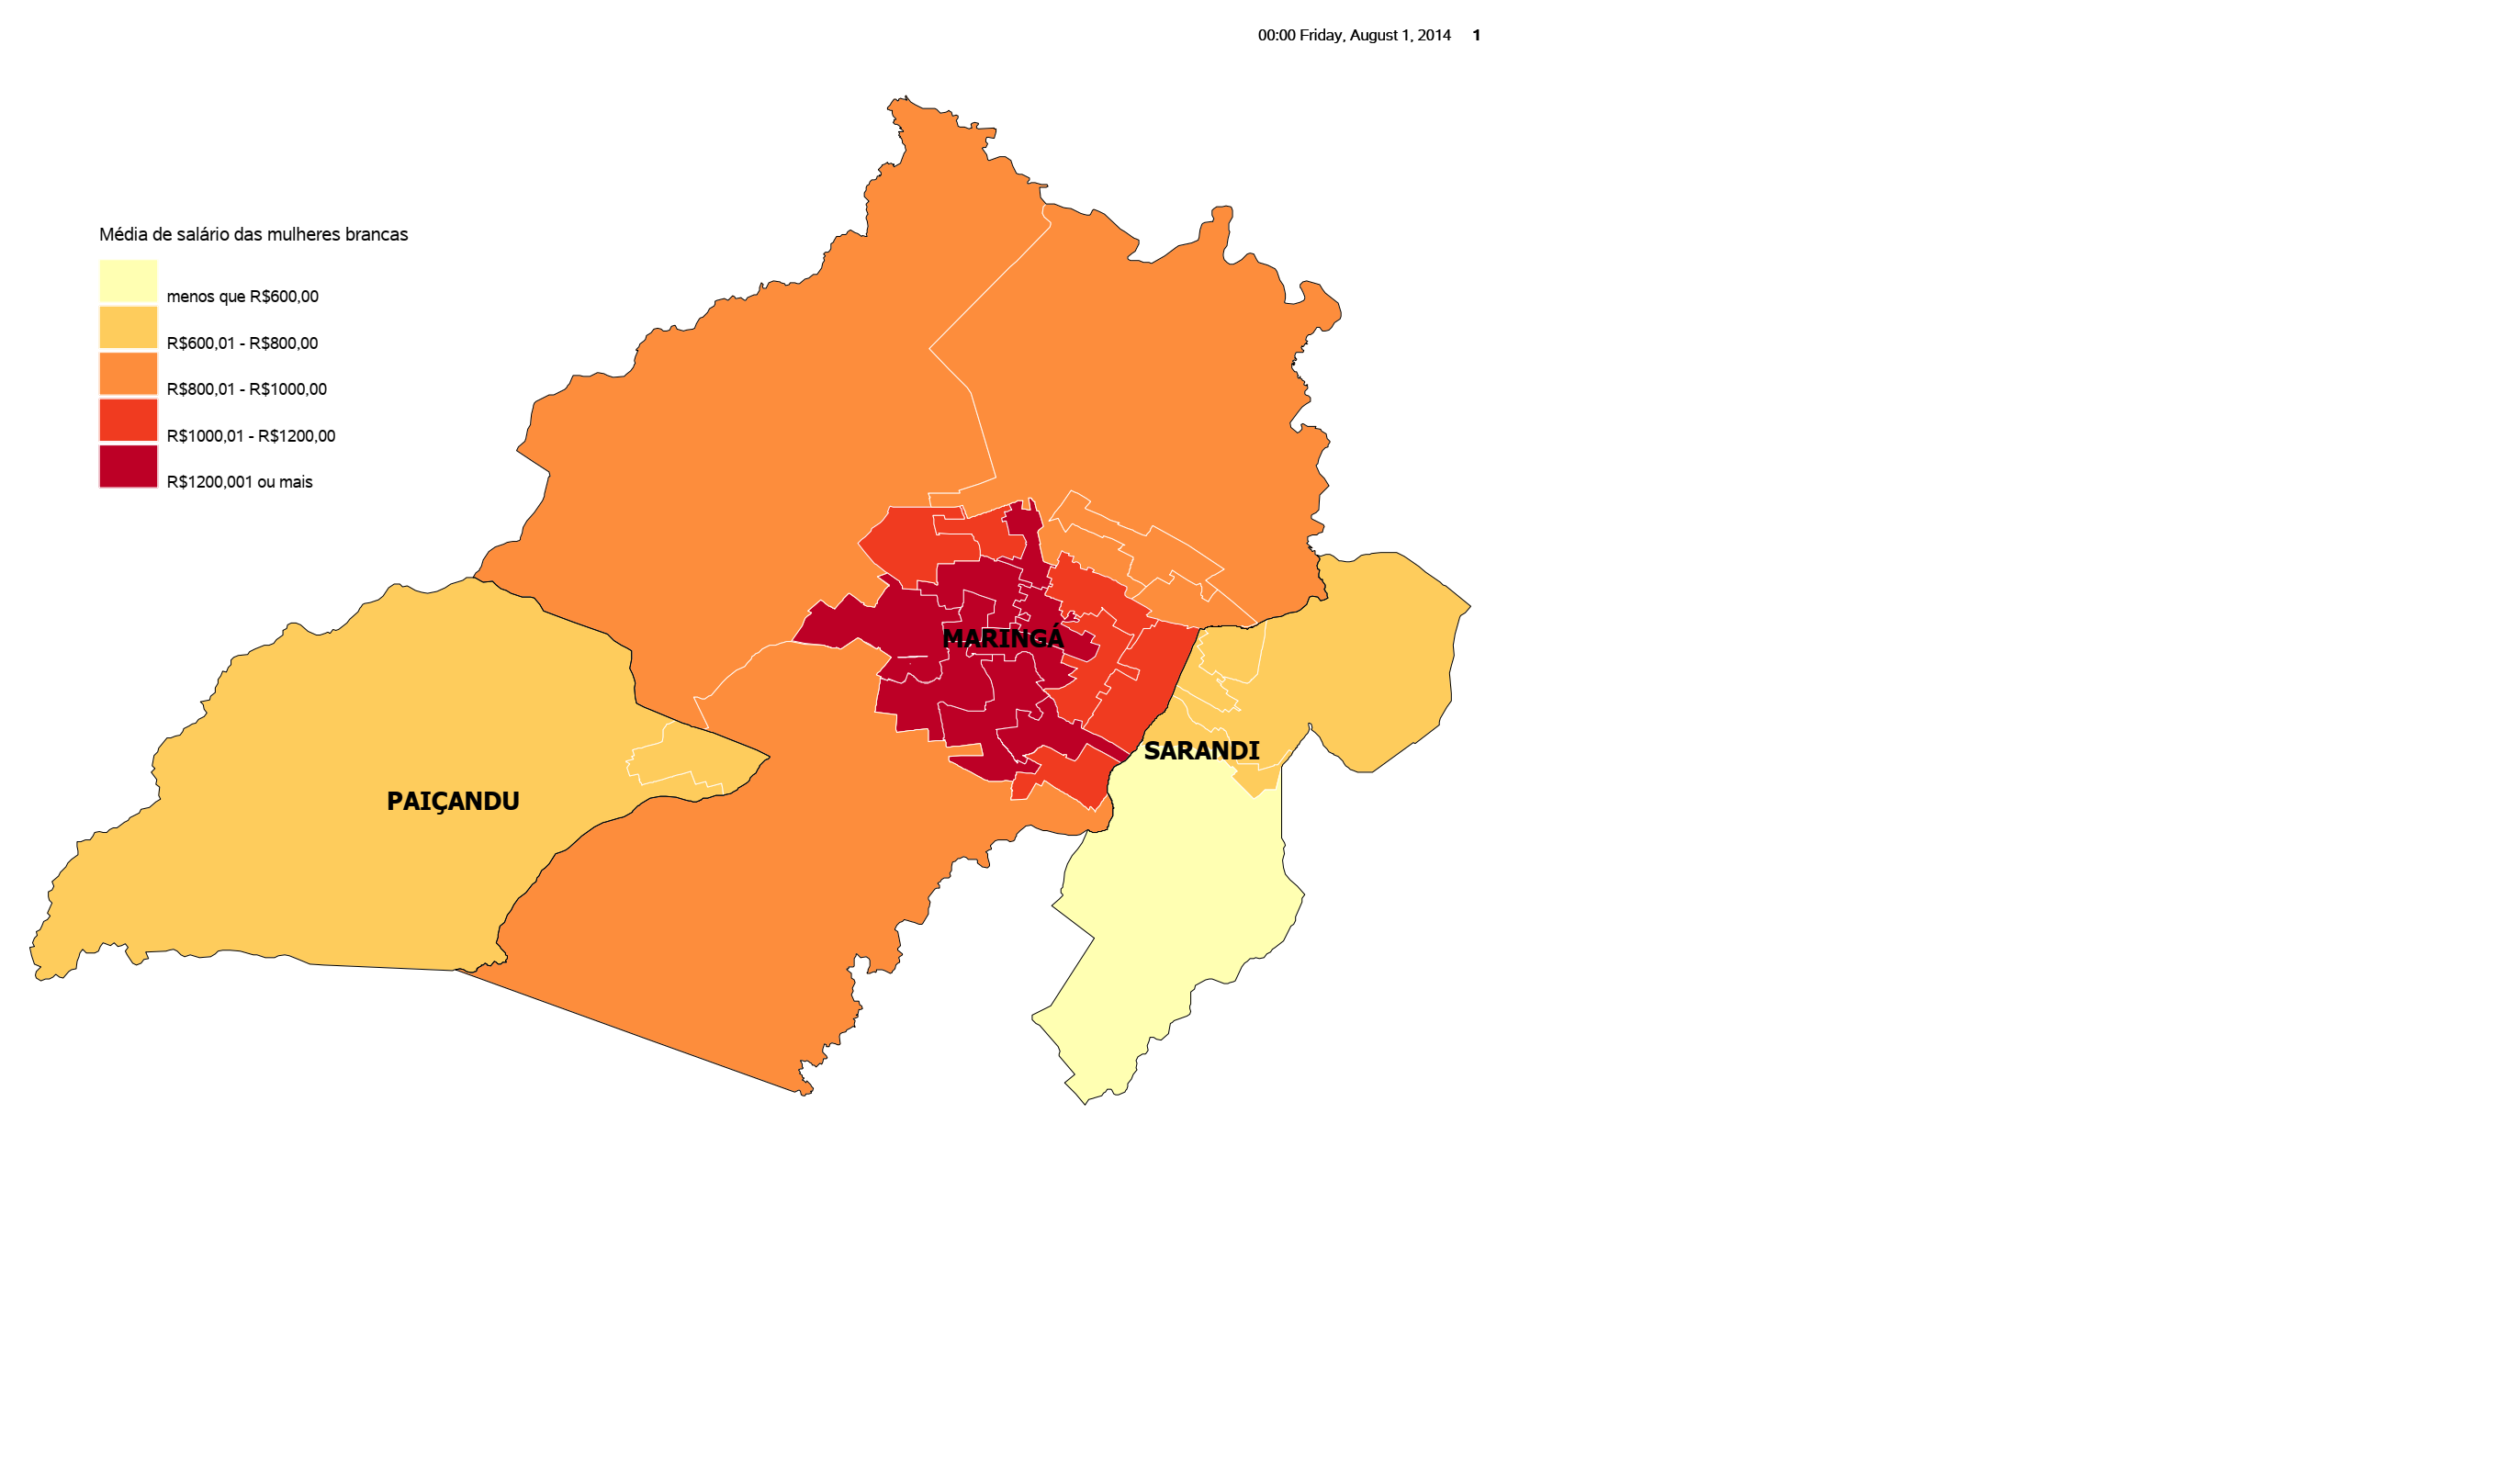 00:00 Friday, August 1, 2014 1
Média de salário das mulheres brancas
menos que R$600,00
R$600,01 - R$800,00
R$800,01 - R$1000,00
R$1000,01 - R$1200,00
R$1200,001 ou mais
MARINGÁ
SARANDI
PAIÇANDU